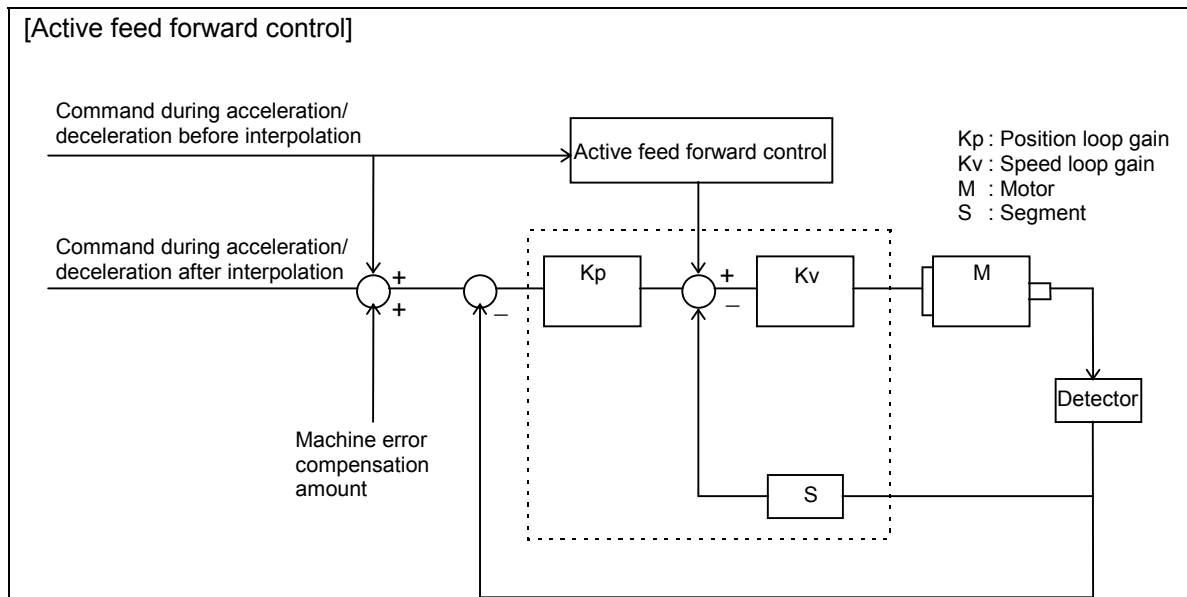 [Active feed forward control]
Command during acceleration/
deceleration before interpolation
Active feed forward control
Kp : Position loop gain
Kv : Speed loop gain
M : Motor
S : Segment
Command during acceleration/
deceleration after interpolation
+
+
–
Kp
+
–
Kv
M
Detector
Machine error
compensation
amount
S